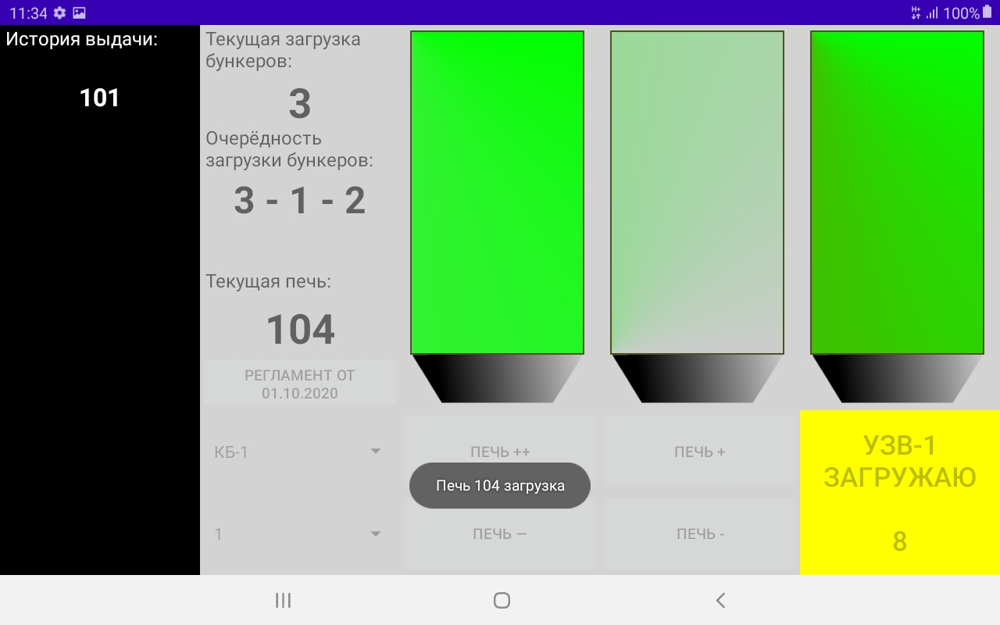 11:34
H+
100%
История выдачи:
101
Текущая загрузка
бункеров:
3
Очерёдность
загрузки бункеров:
3 - 1 - 2
Текущая печь:
104
РЕГЛАМЕНТ ОТ
01.10.2020
КБ-1
1
ПЕЧЬ ++
ПЕЧЬ +
Печь 104 загрузка
ПЕЧЬ —
ПЕЧЬ -
УЗВ-1
ЗАГРУЖАЮ
8